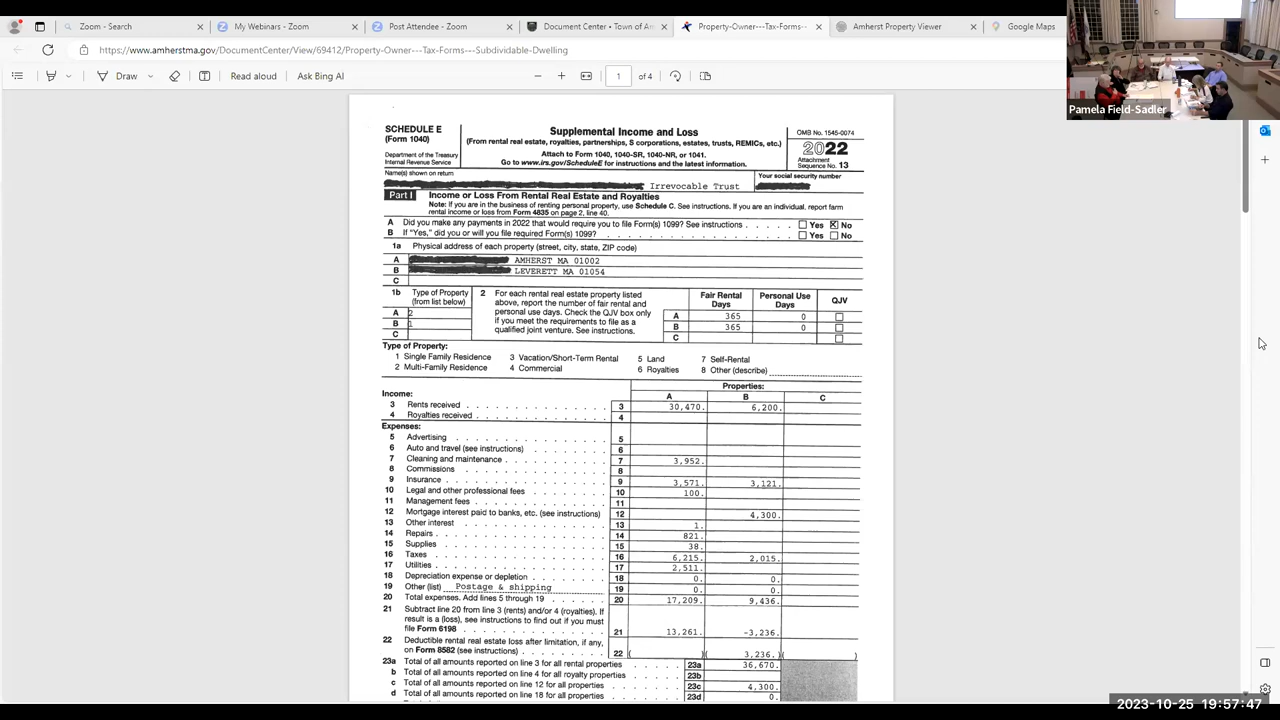 Zoom - Search
My Webinars - Zoom
Post Attendee - Zoom
Document Center • Town of Am
Property-Owner---Tax-Forms--
Amherst Property Viewer
Google Maps
https://www.amherstma.gov/DocumentCenter/View/69412/Property-Owner---Tax-Forms---Subdividable-Dwelling
Draw
Read aloud
Ask Bing AI
1 of 4
Pamela Field-Sadler
SCHEDULE E
(Form 1040)
Department of the Treasury
Internal Revenue Service
Supplemental Income and Loss
(From rental real estate, royalties, partnerships, S corporations, estates, trusts, REMICs, etc.)
Attach to Form 1040, 1040-SR, 1040-NR, or 1041.
Go to www.irs.gov/ScheduleE for instructions and the latest information.
OMB No. 1545-0074
2022
Attachment
Sequence No. 13
Name(s) shown on return
Your social security number
Irrevocable Trust
Part I Income or Loss From Rental Real Estate and Royalties
Note: If you are in the business of renting personal property, use Schedule C. See instructions. If you are an individual, report farm
rental income or loss from Form 4835 on page 2, line 40.
A Did you make any payments in 2022 that would require you to file Form(s) 1099? See instructions . . . . . Yes No
B If "Yes," did you or will you file required Form(s) 1099? . . . . . Yes No
1a Physical address of each property (street, city, state, ZIP code)
A AMHERST MA 01002
B LEVERETT MA 01054
C
1b Type of Property
(from list below)
A 2
B 1
C
2 For each rental real estate property listed
above, report the number of fair rental and
personal use days. Check the QJV box only
if you meet the requirements to file as a
qualified joint venture. See instructions.
Fair Rental Days Personal Use Days QJV
A 365 0
B 365 0
C
Type of Property:
1 Single Family Residence 3 Vacation/Short-Term Rental 5 Land 7 Self-Rental
2 Multi-Family Residence 4 Commercial 6 Royalties 8 Other (describe)
Properties:
Income: A B C
3 Rents received 3 30,470. 6,200.
4 Royalties received 4
Expenses:
5 Advertising 5
6 Auto and travel (see instructions) 6
7 Cleaning and maintenance 7 3,952.
8 Commissions 8
9 Insurance 9 3,571. 3,121.
10 Legal and other professional fees 10 100.
11 Management fees 11
12 Mortgage interest paid to banks, etc. (see instructions) 12 4,300.
13 Other interest 13 1.
14 Repairs 14 821.
15 Supplies 15 38.
16 Taxes 16 6,215. 2,015.
17 Utilities 17 2,511.
18 Depreciation expense or depletion 18 0. 0.
19 Other (list) Postage & shipping 19 0. 0.
20 Total expenses. Add lines 5 through 19 20 17,209. 9,436.
21 Subtract line 20 from line 3 (rents) and/or 4 (royalties). If
result is a (loss), see instructions to find out if you must
file Form 6198 21 13,261. -3,236.
22 Deductible rental real estate loss after limitation, if any,
on Form 8582 (see instructions) 22 ( )( 3,236.)( )
23a Total of all amounts reported on line 3 for all rental properties 23a 36,670.
b Total of all amounts reported on line 4 for all royalty properties 23b
c Total of all amounts reported on line 12 for all properties 23c 4,300.
d Total of all amounts reported on line 18 for all properties 23d 0.
2023-10-25 19:57:47